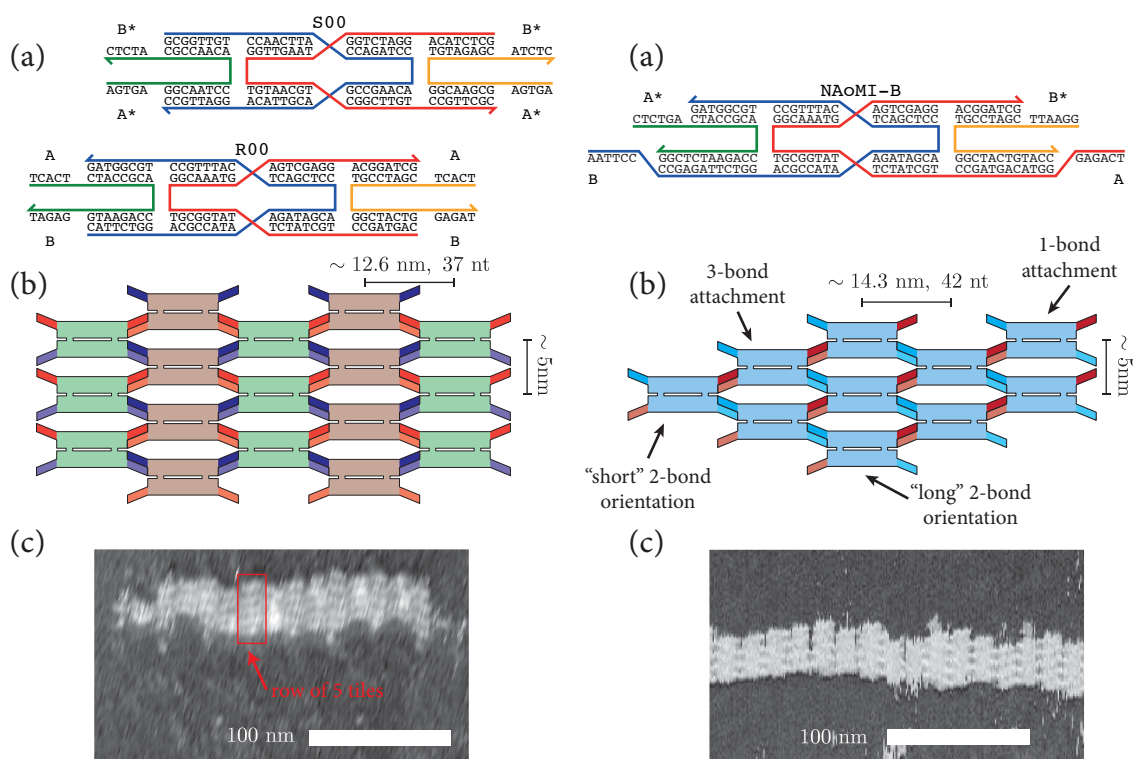 (a)
S00
B* B*
GCGGTTGT CCAACTTA GGTCTAGG ACATCTCG
CTCTA CGCCAACA GGTTGAAT CCAGATCC TGTAGAGC ATCTC
AGTGA GGCAATCC TGTAACGT GCCGAACA GGCAAGCG AGTGA
CCGTTAGG ACATTGCA CGGCTTGT CCGTTCGC
A* A*
R00
A A
GATGGCGT CCGTTTAC AGTCGAGG ACGGATCG
TCACT CTACCGCA GGCAAATG TCAGCTCC TGCCTAGC TCACT
TAGAG GTAAGACC TGCGGTAT AGATAGCA GGCTACTG GAGAT
CATTCTGG ACGCCATA TCTATCGT CCGATGAC
B B
(b)
~ 12.6 nm, 37 nt
~ 5nm
(c)
row of 5 tiles
100 nm
(a)
NAoMI-B
A* B*
GATGGCGT CCGTTTAC AGTCGAGG ACGGATCG
CTCTGA CTACCGCA GGCAAATG TCAGCTCC TGCCTAGC TTAAGG
AATTCC GGCTCTAAGACC TGCGGTAT AGATAGCA GGCTACTGTACC GAGACT
CCGAGATTCTGG ACGCCATA TCTATCGT CCGATGACATGG
B A
(b)
3-bond
attachment
~ 14.3 nm, 42 nt
1-bond
attachment
~ 5nm
"short" 2-bond
orientation
"long" 2-bond
orientation
(c)
100 nm